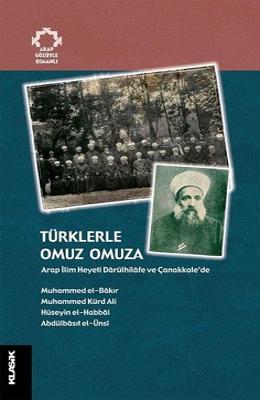 ARAP
GÖZÜYLE
OSMANLI
TÜRKLERLE
OMUZ OMUZA
Arap İlim Heyeti Dârülhilâfe ve Çanakkale'de
Muhammed el-Bâkır
Muhammed Kürd Ali
Hüseyin el-Habbâl
Abdülbâsıt el-Ünsî
KLASİK